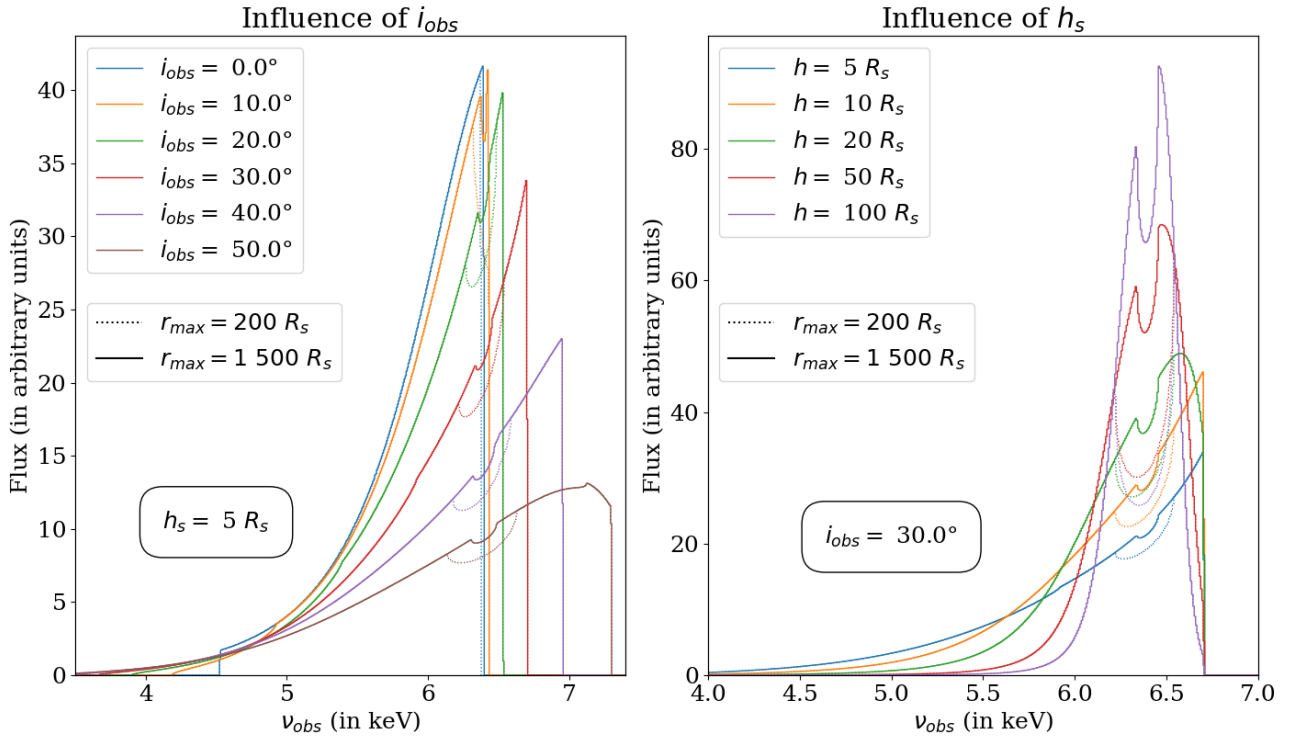 Influence of i_obs
i_obs = 0.0°
i_obs = 10.0°
i_obs = 20.0°
i_obs = 30.0°
i_obs = 40.0°
i_obs = 50.0°
r_max = 200 R_s
r_max = 1 500 R_s
h_s = 5 R_s
Flux (in arbitrary units)
40
35
30
25
20
15
10
5
0
4 5 6 7
ν_obs (in keV)
Influence of h_s
h = 5 R_s
h = 10 R_s
h = 20 R_s
h = 50 R_s
h = 100 R_s
r_max = 200 R_s
r_max = 1 500 R_s
i_obs = 30.0°
Flux (in arbitrary units)
80
60
40
20
0
4.0 4.5 5.0 5.5 6.0 6.5 7.0
ν_obs (in keV)